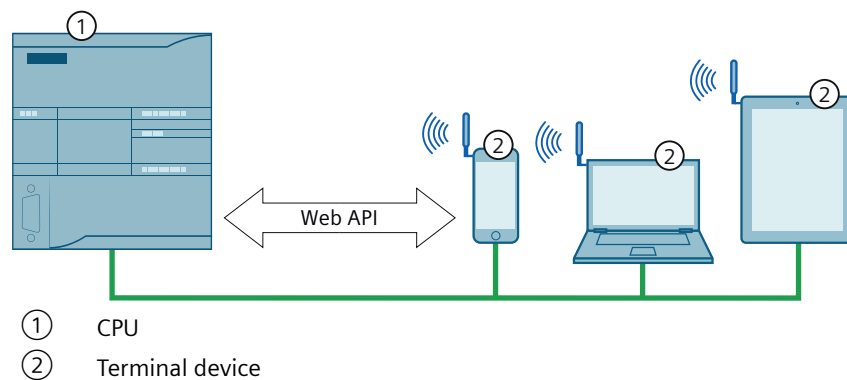 ①
②
②
②
Web API
① CPU
② Terminal device